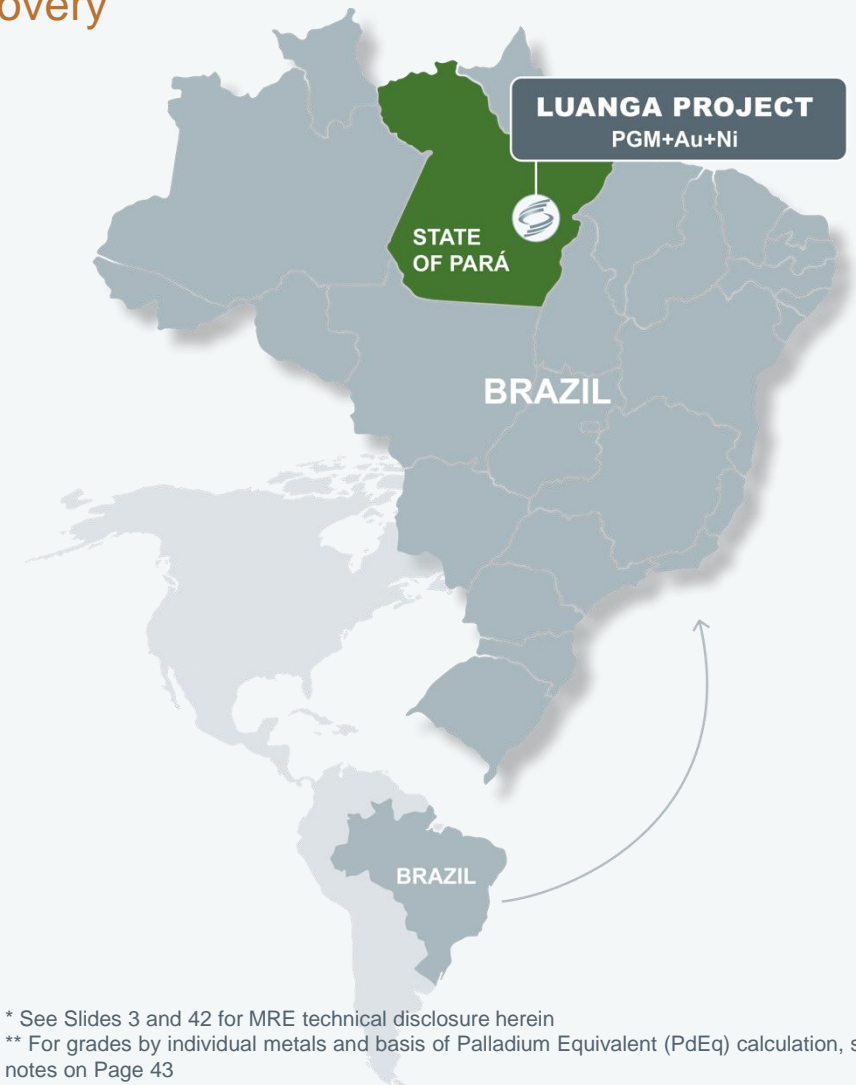 overy
LUANGA PROJECT
PGM+Au+Ni
STATE
OF PARÁ
BRAZIL
BRAZIL
* See Slides 3 and 42 for MRE technical disclosure herein
** For grades by individual metals and basis of Palladium Equivalent (PdEq) calculation, s
notes on Page 43